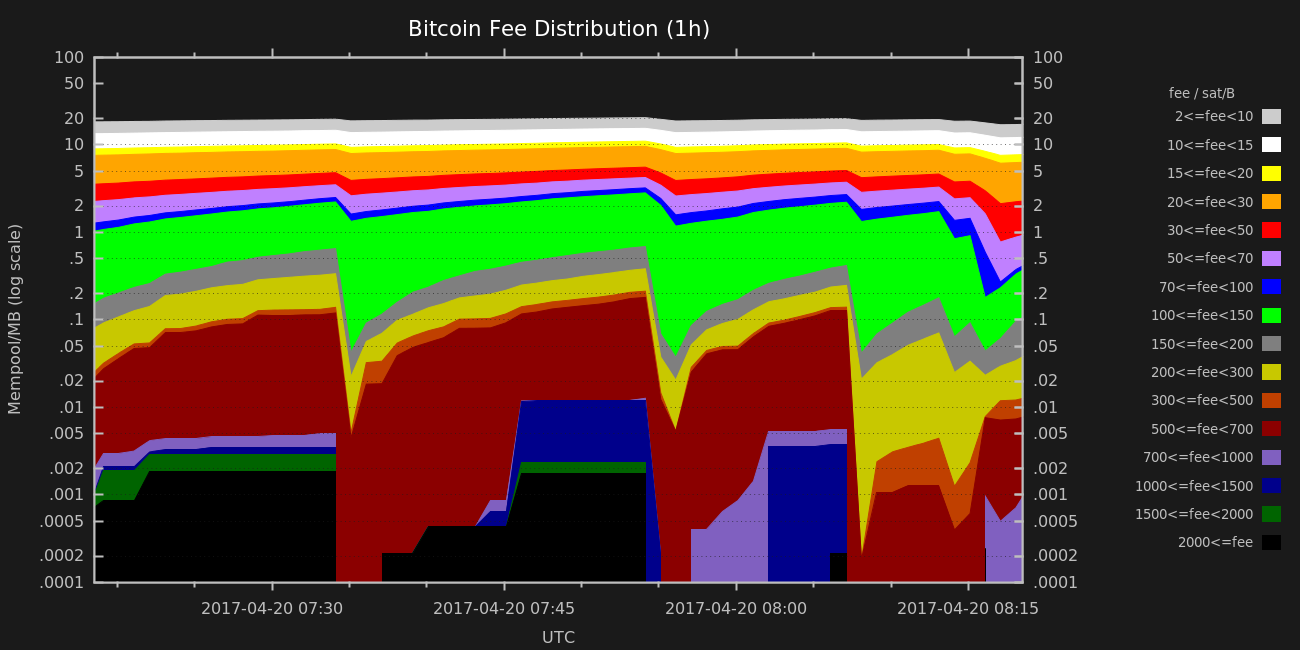 Bitcoin Fee Distribution (1h)
Mempool/MB (log scale)
100
50
20
10
5
2
1
.5
.2
.1
.05
.02
.01
.005
.002
.001
.0005
.0002
.0001
100
50
20
10
5
2
1
.5
.2
.1
.05
.02
.01
.005
.002
.001
.0005
.0002
.0001
fee / sat/B
2<=fee<10
10<=fee<15
15<=fee<20
20<=fee<30
30<=fee<50
50<=fee<70
70<=fee<100
100<=fee<150
150<=fee<200
200<=fee<300
300<=fee<500
500<=fee<700
700<=fee<1000
1000<=fee<1500
1500<=fee<2000
2000<=fee
2017-04-20 07:30 2017-04-20 07:45 2017-04-20 08:00 2017-04-20 08:15
UTC